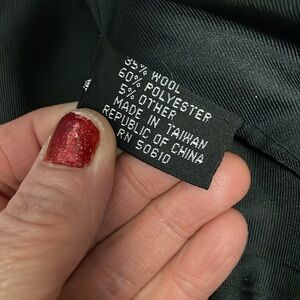 35% WOOL
60% POLYESTER
5% OTHER
MADE IN TAIWAN
REPUBLIC OF CHINA
RN 50610